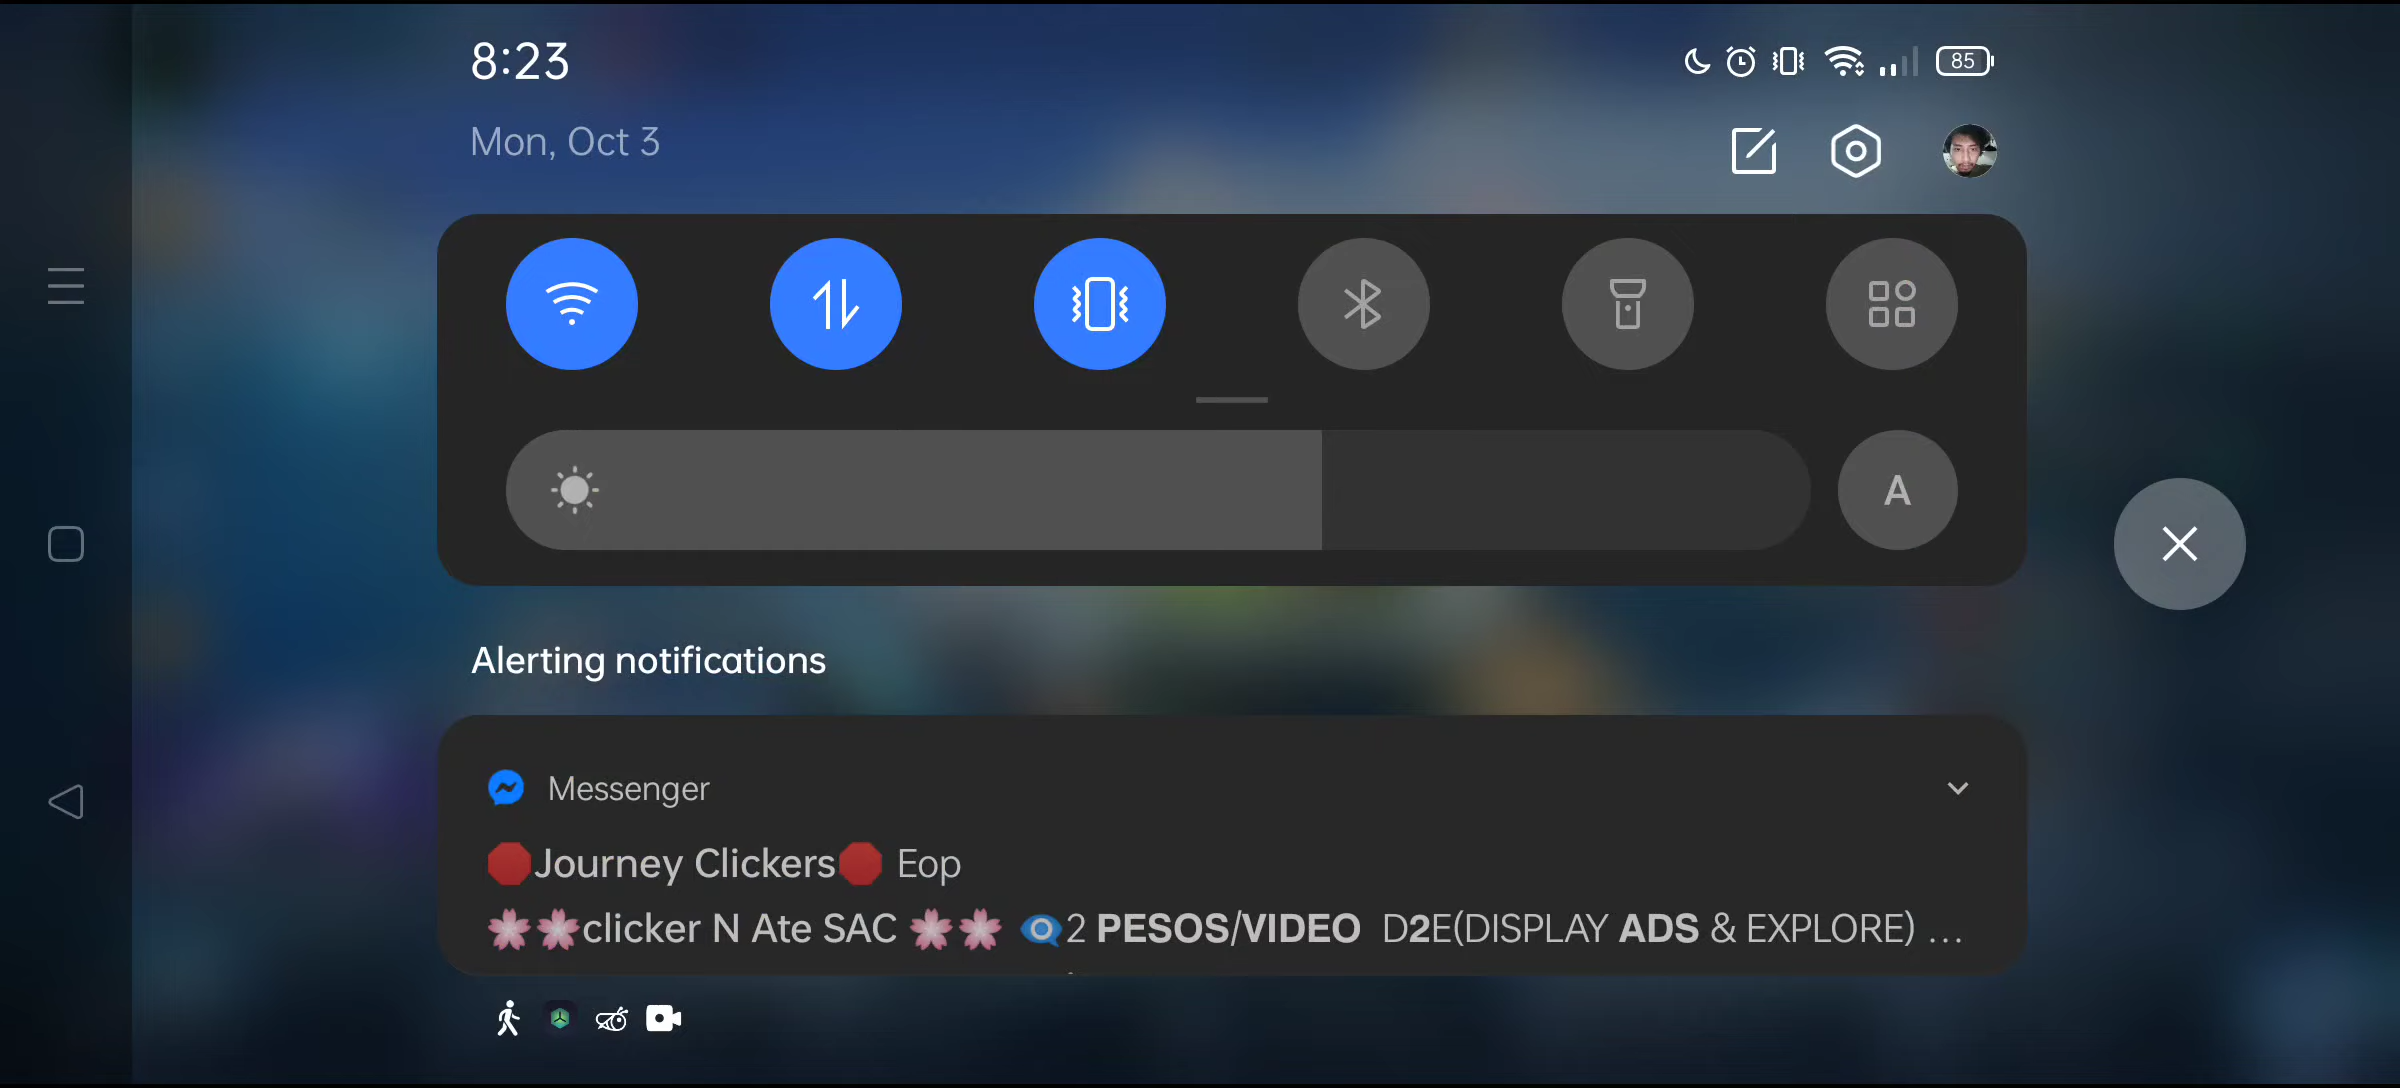 8:23
85
Mon, Oct 3
A
Alerting notifications
Messenger
🛑Journey Clickers🛑 Eop
🌸🌸clicker N Ate SAC 🌸🌸 👁️2 PESOS/VIDEO D2E(DISPLAY ADS & EXPLORE) …